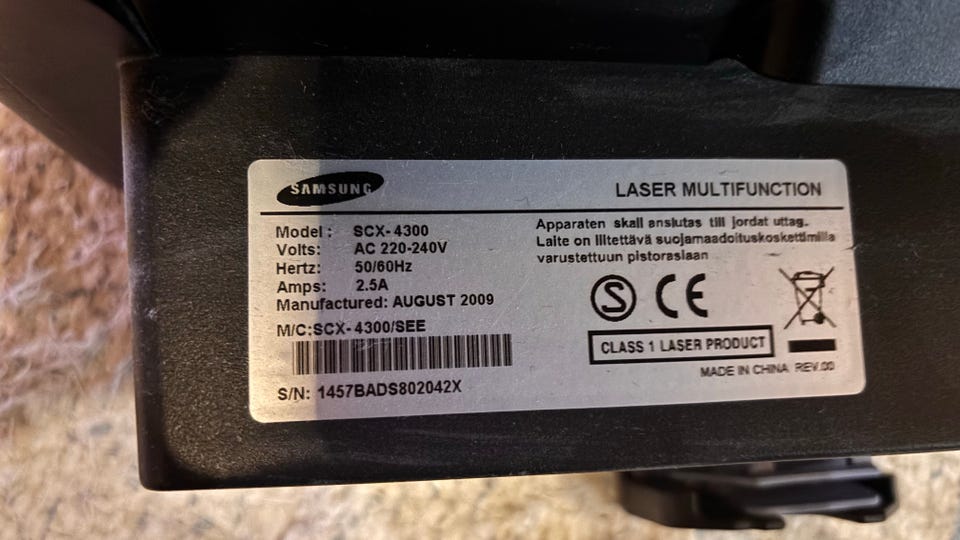 SAMSUNG
LASER MULTIFUNCTION
Model : SCX-4300
Volts: AC 220-240V
Hertz: 50/60Hz
Amps: 2.5A
Manufactured: AUGUST 2009
M/C:SCX-4300/SEE
S/N: 1457BADS802042X
Apparaten skall anslutas till jordat uttag.
Laite on liitettävä suojamaadoituskoskettimilla
varustettuun pistorasiaan
S CE
CLASS 1 LASER PRODUCT
MADE IN CHINA REV.00